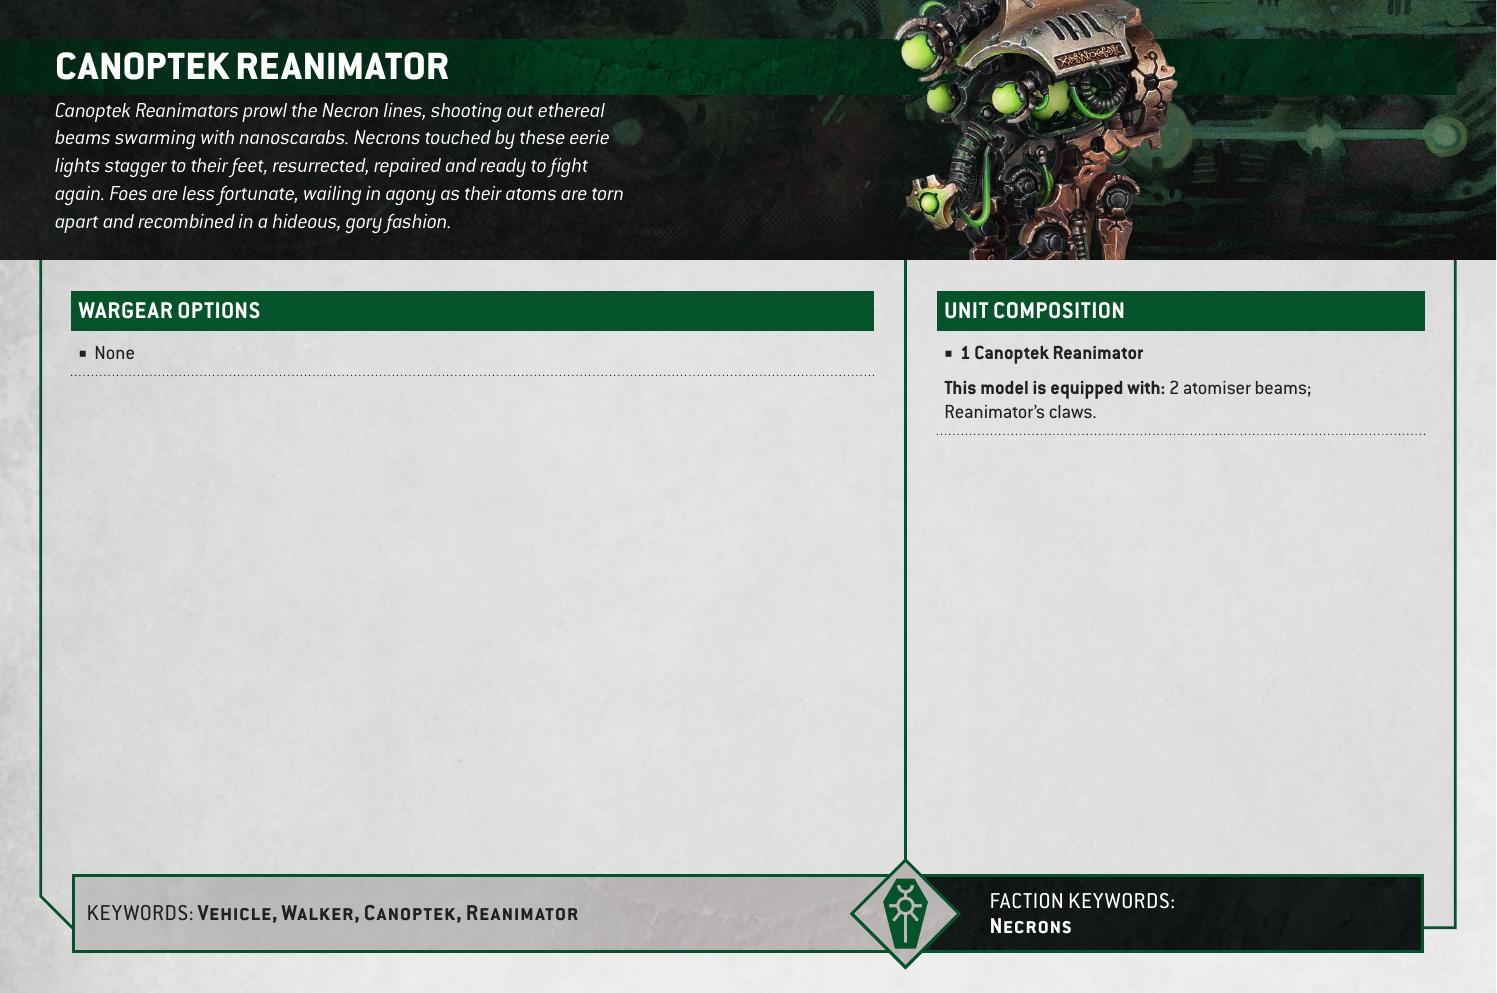 CANOPTEK REANIMATOR
Canoptek Reanimators prowl the Necron lines, shooting out ethereal
beams swarming with nanoscarabs. Necrons touched by these eerie
lights stagger to their feet, resurrected, repaired and ready to fight
again. Foes are less fortunate, wailing in agony as their atoms are torn
apart and recombined in a hideous, gory fashion.
WARGEAR OPTIONS
▪ None
UNIT COMPOSITION
▪ 1 Canoptek Reanimator
This model is equipped with: 2 atomiser beams;
Reanimator’s claws.
KEYWORDS: Vehicle, Walker, Canoptek, Reanimator
FACTION KEYWORDS:
Necrons